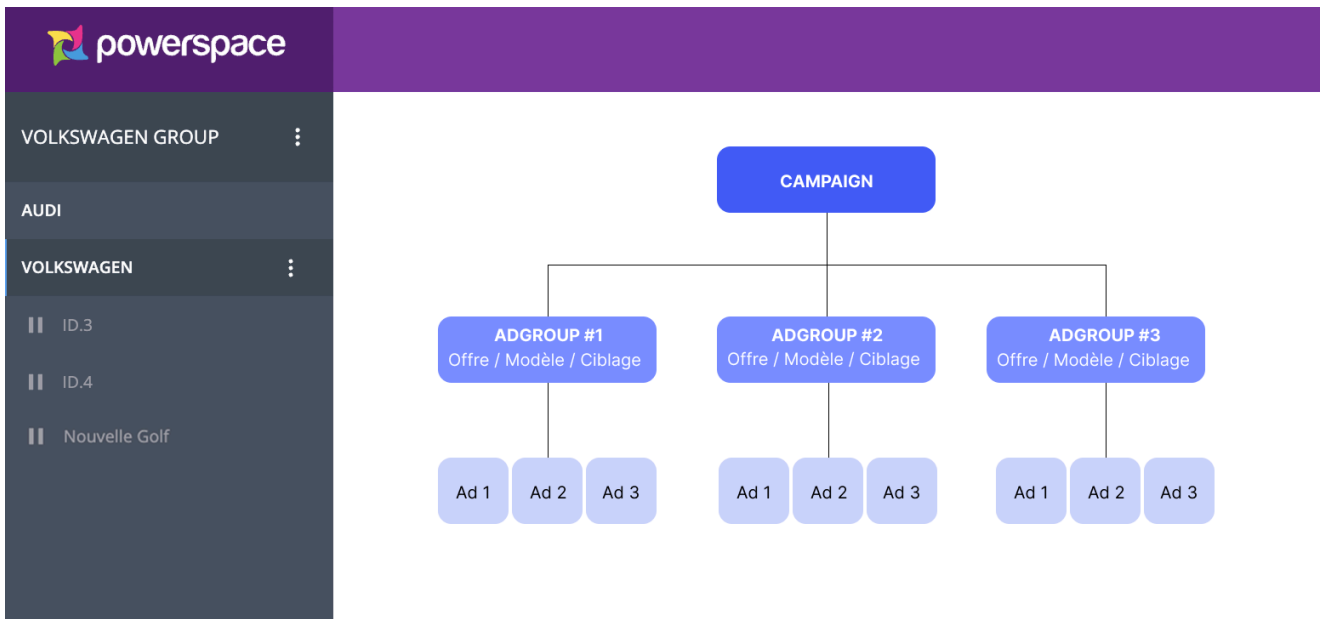 powerspace
VOLKSWAGEN GROUP
AUDI
VOLKSWAGEN
ID.3
ID.4
Nouvelle Golf
CAMPAIGN
ADGROUP #1
Offre / Modèle / Ciblage
ADGROUP #2
Offre / Modèle / Ciblage
ADGROUP #3
Offre / Modèle / Ciblage
Ad 1 Ad 2 Ad 3
Ad 1 Ad 2 Ad 3
Ad 1 Ad 2 Ad 3